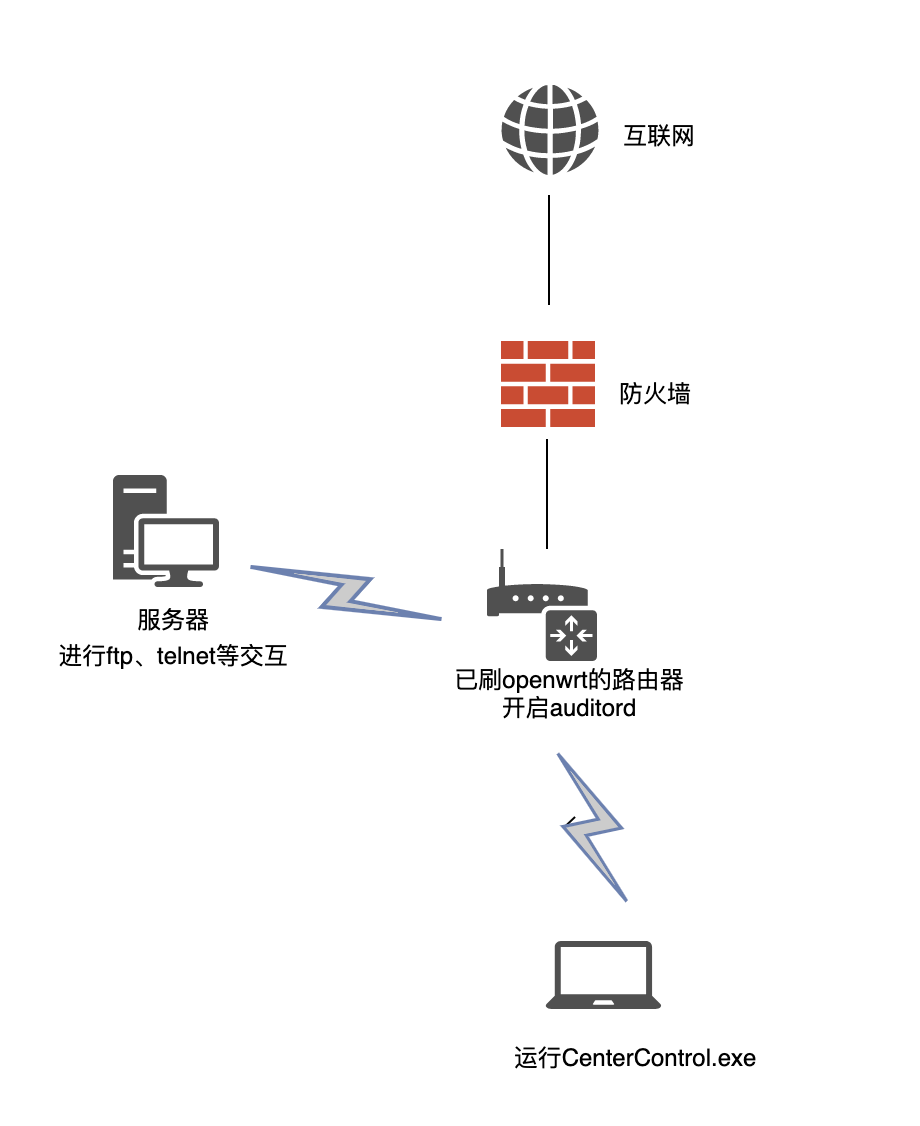 互联网
防火墙
服务器
进行ftp、telnet等交互
已刷openwrt的路由器
开启auditord
运行CenterControl.exe